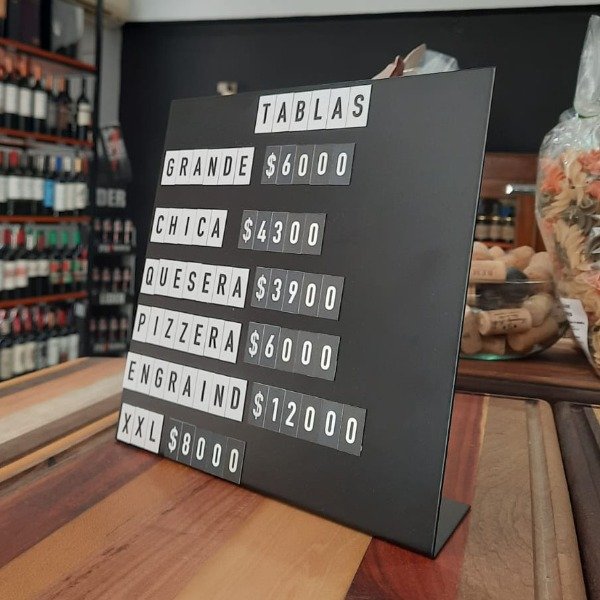 TABLAS
GRANDE $6000
CHICA $4300
QUESERA $3900
PIZZERA $6000
ENGRAIND $12000
XXL $8000